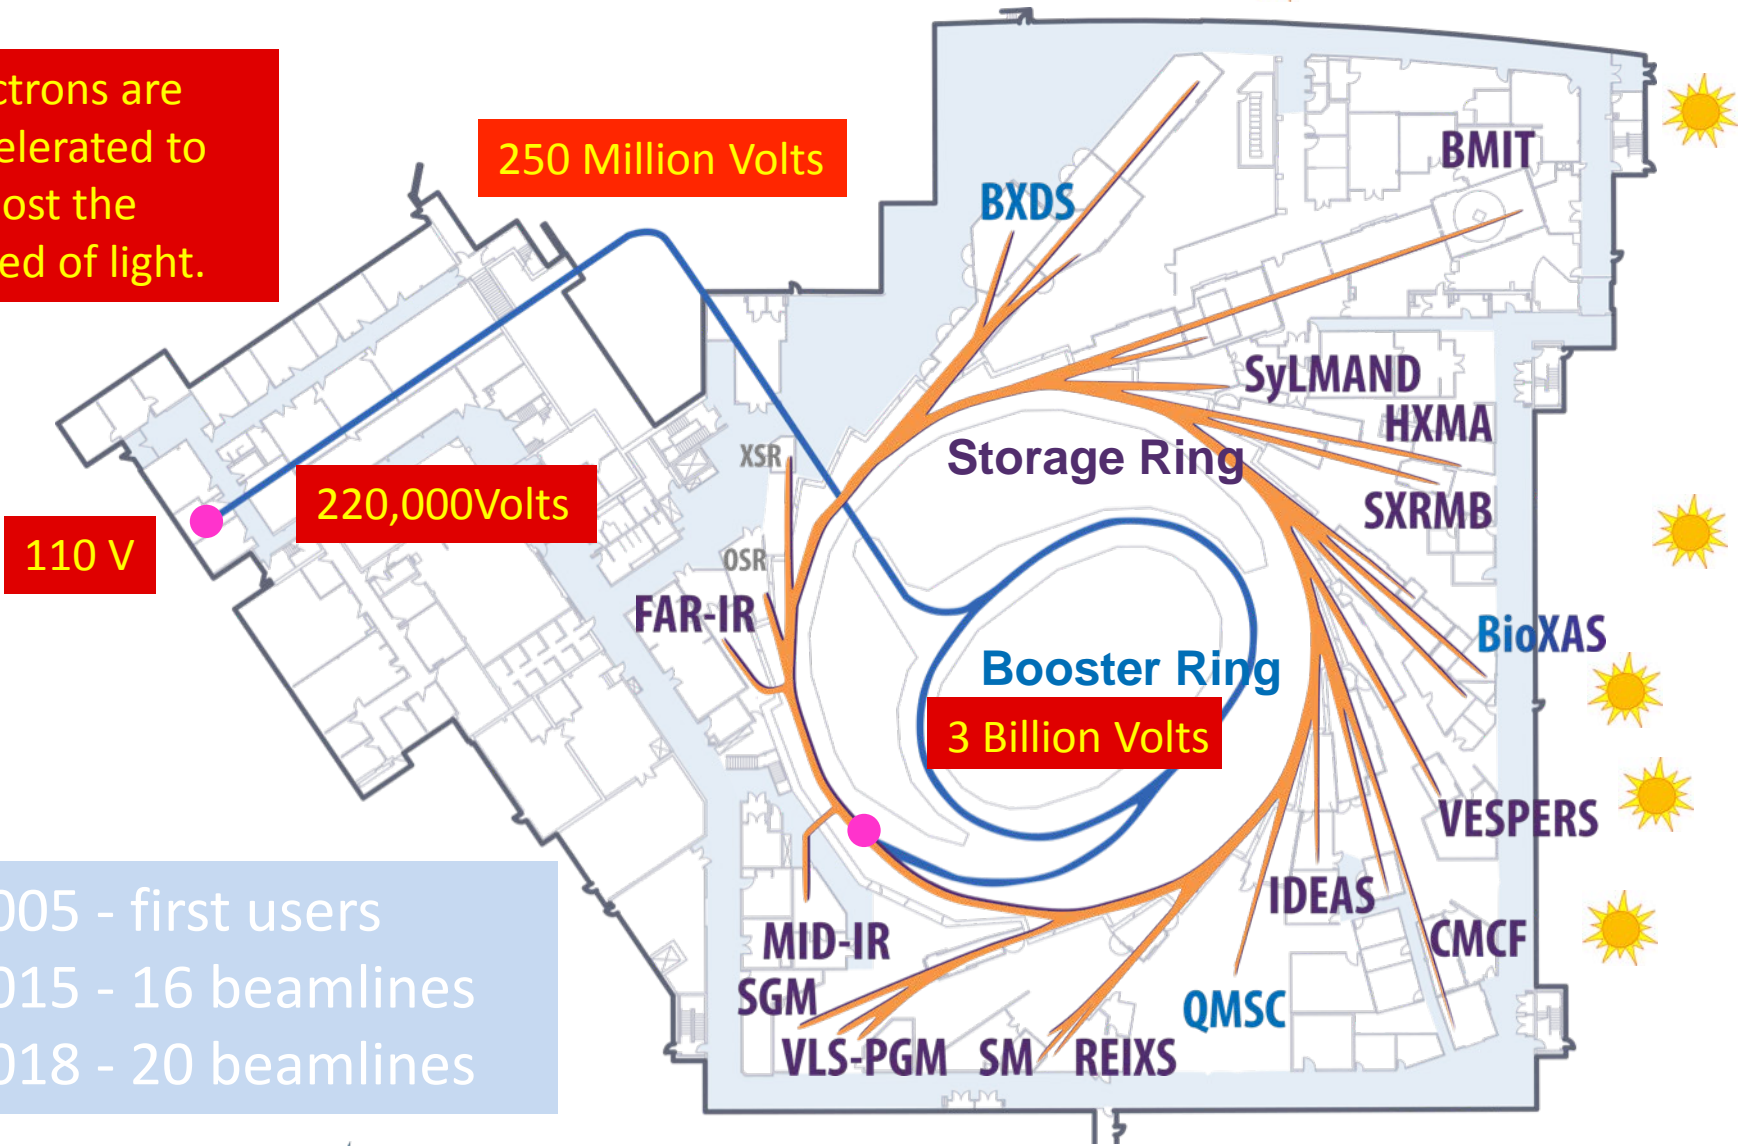 ctrons are
elerated to
ost the
ed of light.
250 Million Volts
BMIT
BXDS
SyLMAND
HXMA
Storage Ring
XSR
220,000Volts
SXRMB
110 V
OSR
FAR-IR
BioXAS
Booster Ring
3 Billion Volts
VESPERS
IDEAS
005 - first users
MID-IR
CMCF
015 - 16 beamlines
SGM
QMSC
018 - 20 beamlines
VLS-PGM
SM
REIXS